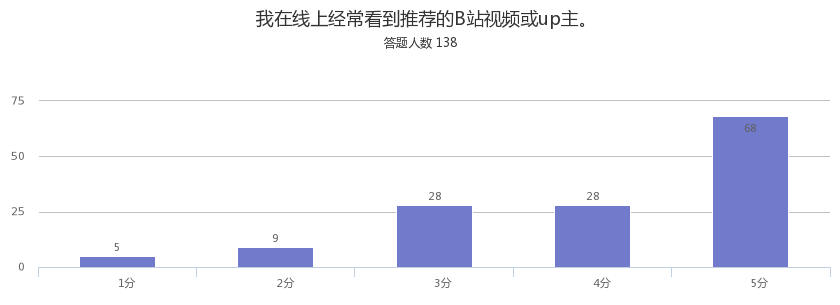 我在线上经常看到推荐的B站视频或up主。
答题人数 138
75
50
25
0
5
9
28
28
68
1分
2分
3分
4分
5分